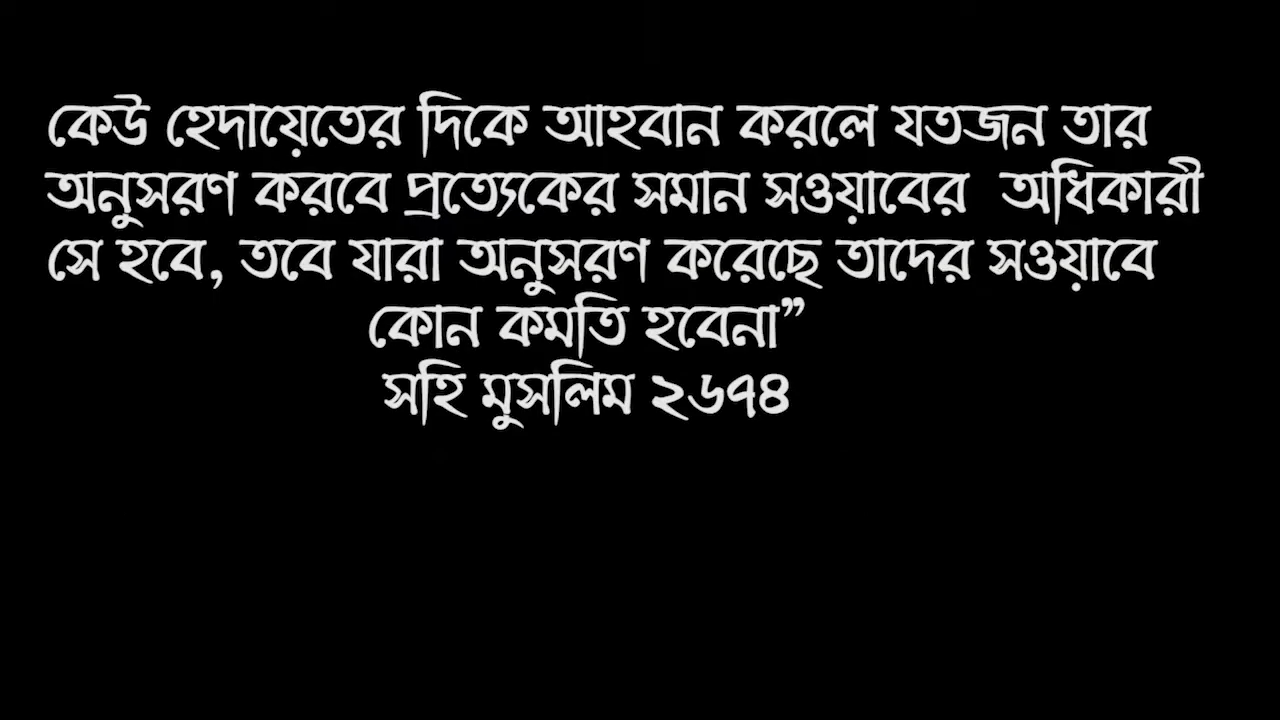 কেউ হেদায়েতের দিকে আহবান করলে যতজন তার
অনুসরণ করবে প্রত্যেকের সমান সওয়াবের অধিকারী
সে হবে, তবে যারা অনুসরণ করেছে তাদের সওয়াবে
কোন কমতি হবেনা”
সহি মুসলিম ২৬৭৪